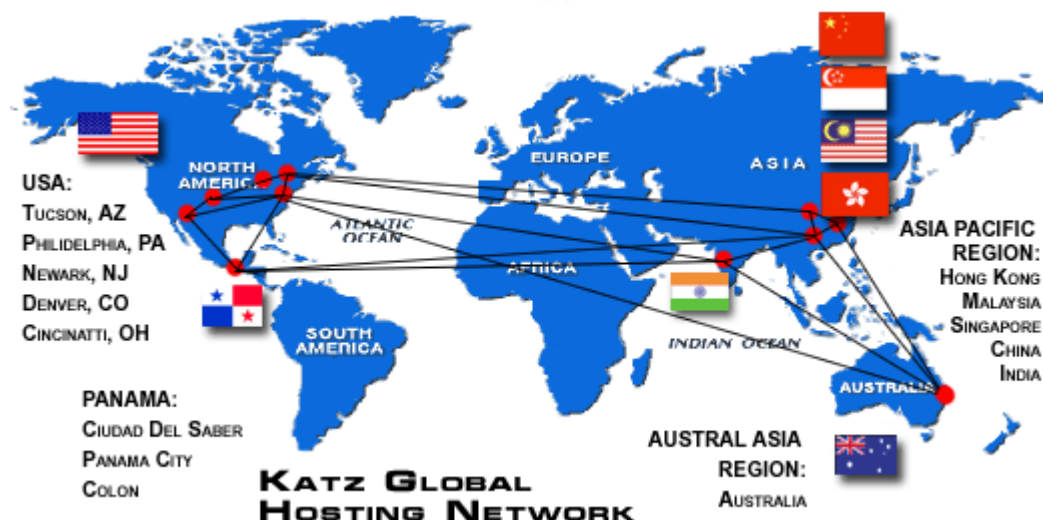 NORTH
AMERICA
EUROPE
ASIA
USA:
TUCSON, AZ
PHILIDELPHIA, PA
NEWARK, NJ
DENVER, CO
CINCINATTI, OH
ATLANTIC
OCEAN
AFRICA
ASIA PACIFIC
REGION:
HONG KONG
MALAYSIA
SINGAPORE
CHINA
INDIA
SOUTH
AMERICA
INDIAN OCEAN
AUSTRALIA
PANAMA:
CIUDAD DEL SABER
PANAMA CITY
COLON
AUSTRAL ASIA
REGION:
AUSTRALIA
KATZ GLOBAL
HOSTING NETWORK